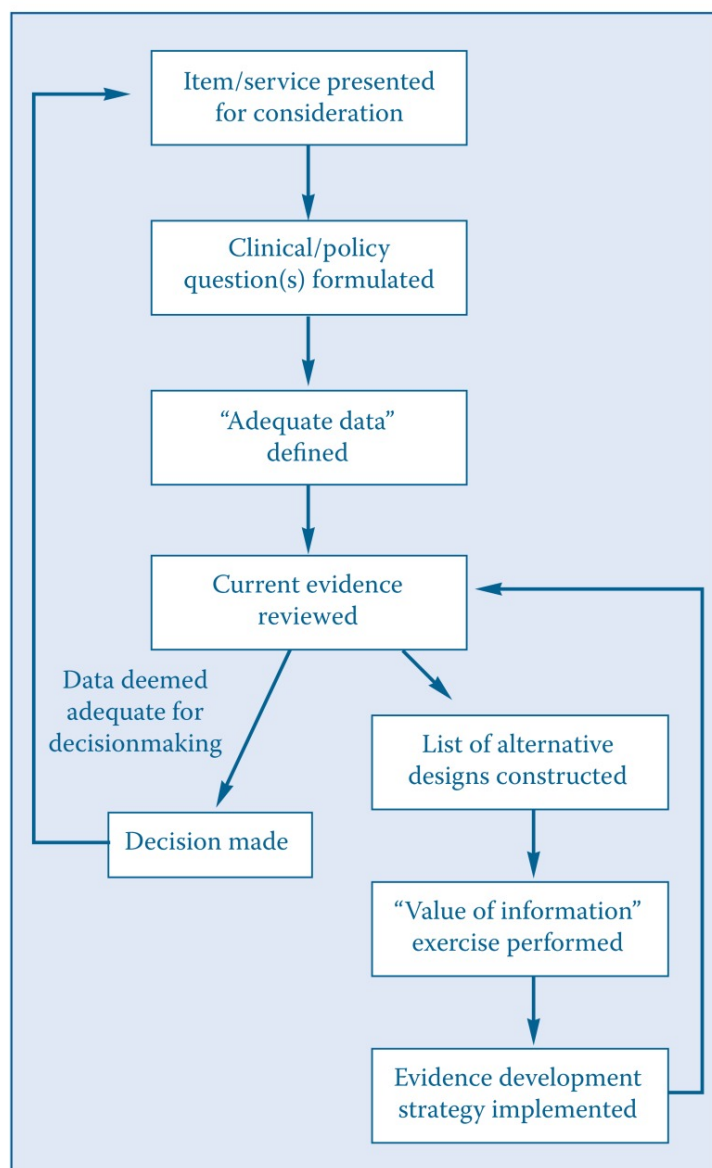 Item/service presented
for consideration
Clinical/policy
question(s) formulated
“Adequate data”
defined
Current evidence
reviewed
Data deemed
adequate for
decisionmaking
List of alternative
designs constructed
Decision made
“Value of information”
exercise performed
Evidence development
strategy implemented